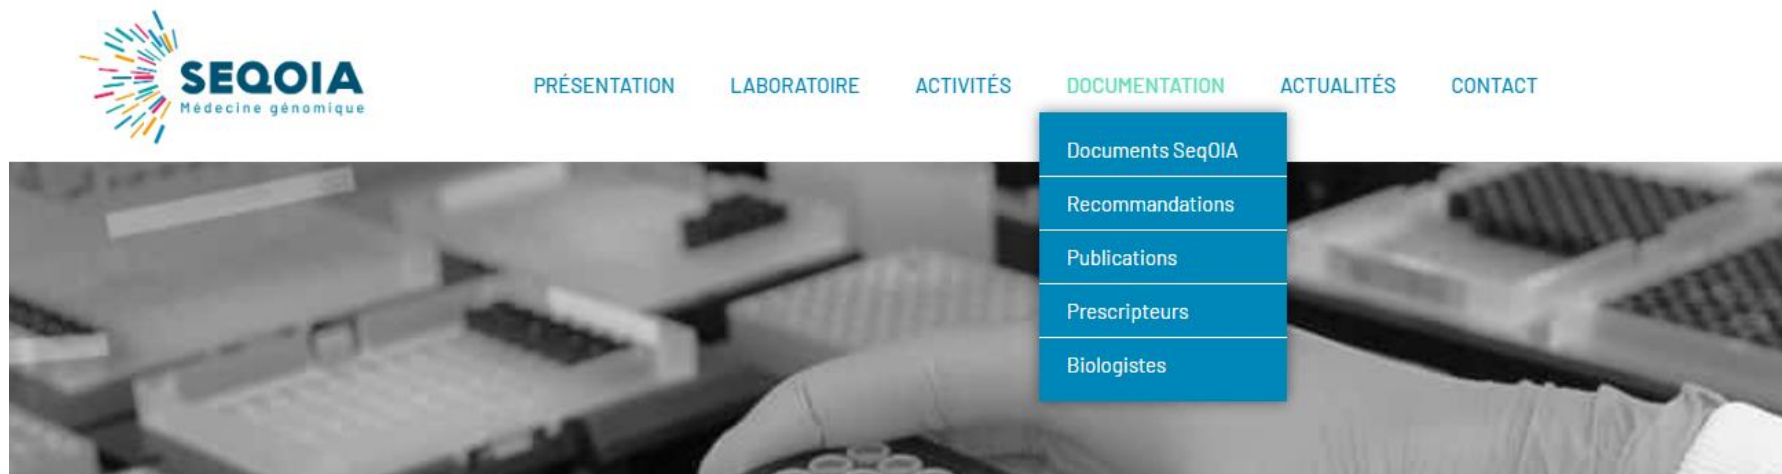 SEQOIA
Médecine génomique
PRÉSENTATION LABORATOIRE ACTIVITÉS DOCUMENTATION ACTUALITÉS CONTACT
Documents SeqOIA
Recommandations
Publications
Prescripteurs
Biologistes